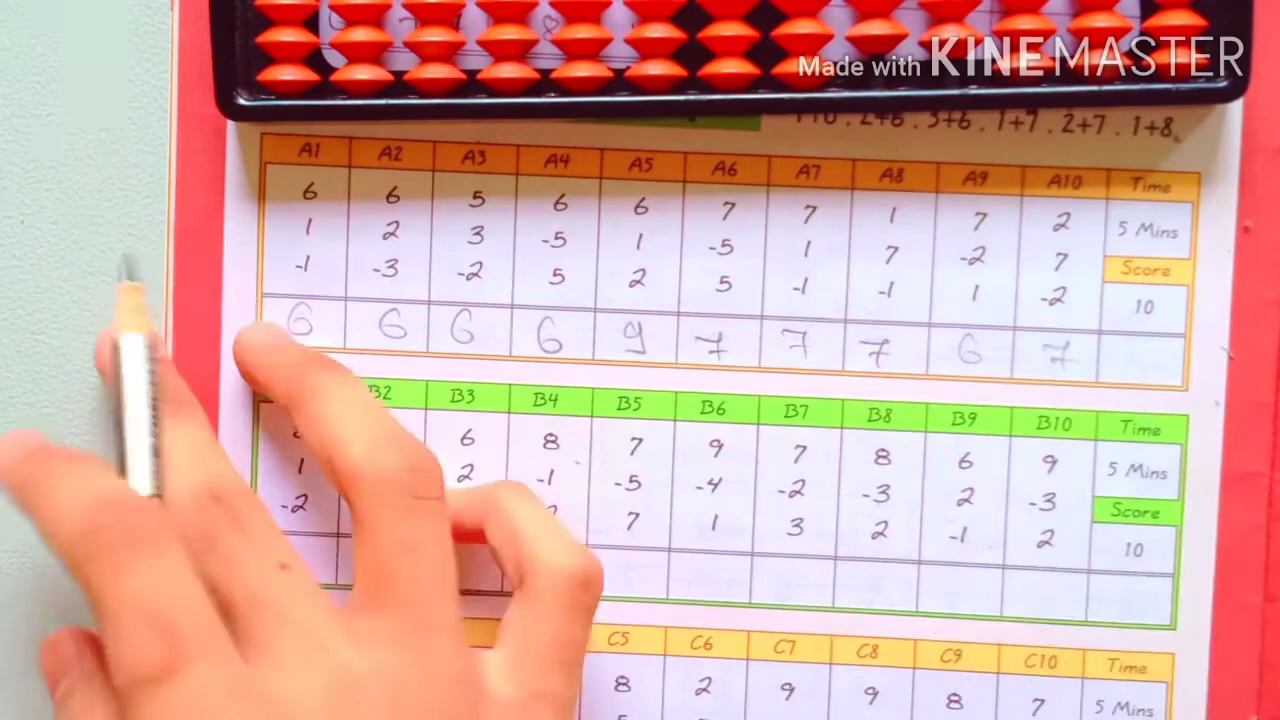 Made with KINEMASTER
2+6 . 3+6 . 1+7 . 2+7 . 1+8
A1 A2 A3 A4 A5 A6 A7 A8 A9 A10 Time
6 6 5 6 6 7 7 1 7 2 5 Mins
1 2 3 -5 1 -5 1 7 -2 7 Score
-1 -3 -2 5 2 5 -1 -1 1 -2 10
6 6 6 6 9 7 7 7 6 7
B2 B3 B4 B5 B6 B7 B8 B9 B10 Time
6 8 7 9 7 8 6 9 5 Mins
1 2 -1 -5 -4 -2 -3 2 -3 Score
-2 7 1 3 2 -1 2 10
C5 C6 C7 C8 C9 C10 Time
8 2 9 9 8 7 5 Mins